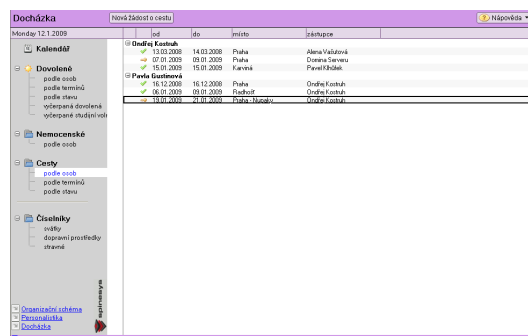 Docházka
Nová žádost o cestu
Nápověda
Monday 12.1.2009
od do místo zástupce
Kalendář
Dovolené
podle osob
podle termínů
podle stavu
vyčerpaná dovolená
vyčerpané studijní vol
Nemocenské
podle osob
Cesty
podle osob
podle termínů
podle stavu
Číselníky
svátky
dopravní prostředky
stravné
Organizační schéma
Personalistika
Docházka
spinesys
Ondřej Kostruh
13.03.2008 14.03.2008 Praha Alena Vašutová
07.01.2009 09.01.2009 Praha Domina Serveru
15.01.2009 15.01.2009 Karviná Pavel
Pavla Gustinová
16.12.2008 16.12.2008 Praha Ondřej Kostruh
06.01.2009 09.01.2009 Radhošť Ondřej Kostruh
19.01.2009 21.01.2009 Praha - Nupaky Ondřej Kostruh